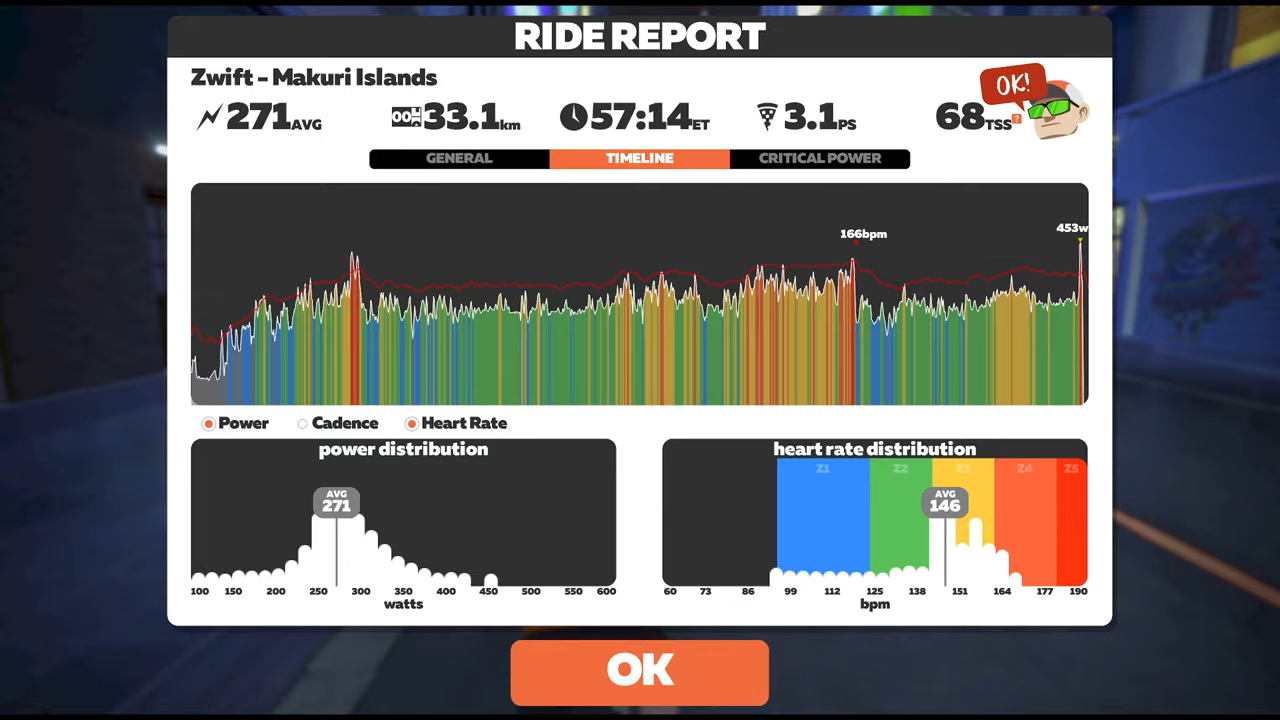 RIDE REPORT
Zwift – Makuri Islands
271AVG 33.1km 57:14ET 3.1PS 68TSS?
OK!
GENERAL TIMELINE CRITICAL POWER
166bpm
453w
Power Cadence Heart Rate
power distribution
AVG
271
100 150 200 250 300 350 400 450 500 550 600
watts
heart rate distribution
Z1 Z2 Z3 Z4 Z5
AVG
146
60 73 86 99 112 125 138 151 164 177 190
bpm
OK